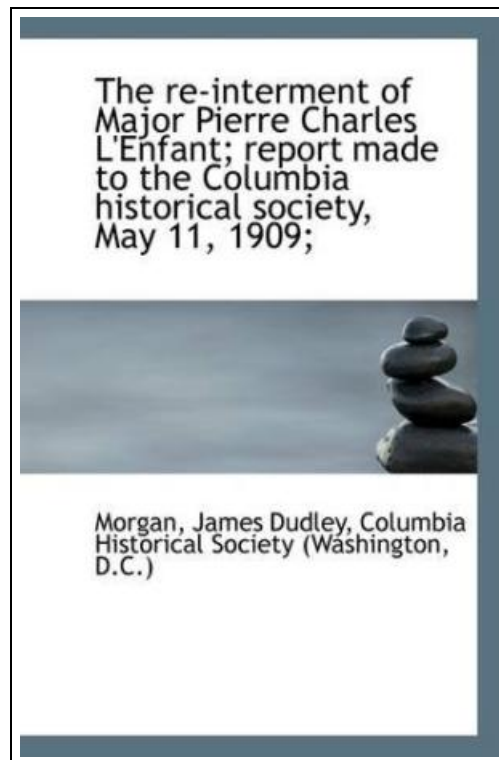 The re-interment of
Major Pierre Charles
L'Enfant; report made
to the Columbia
historical society,
May 11, 1909;
Morgan, James Dudley, Columbia
Historical Society (Washington,
D.C.)